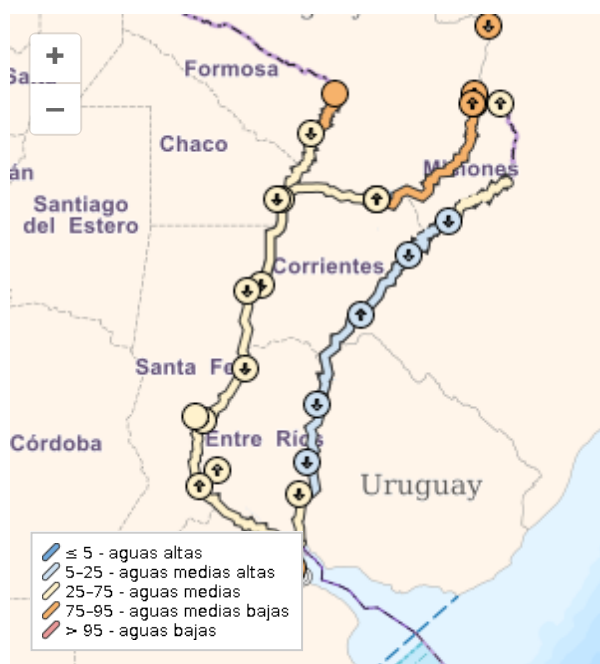 +
−
Formosa
Chaco
Misiones
Santiago
del Estero
Corrientes
Santa Fe
Córdoba
Entre Ríos
Uruguay
≤ 5 - aguas altas
5–25 - aguas medias altas
25–75 - aguas medias
75–95 - aguas medias bajas
> 95 - aguas bajas